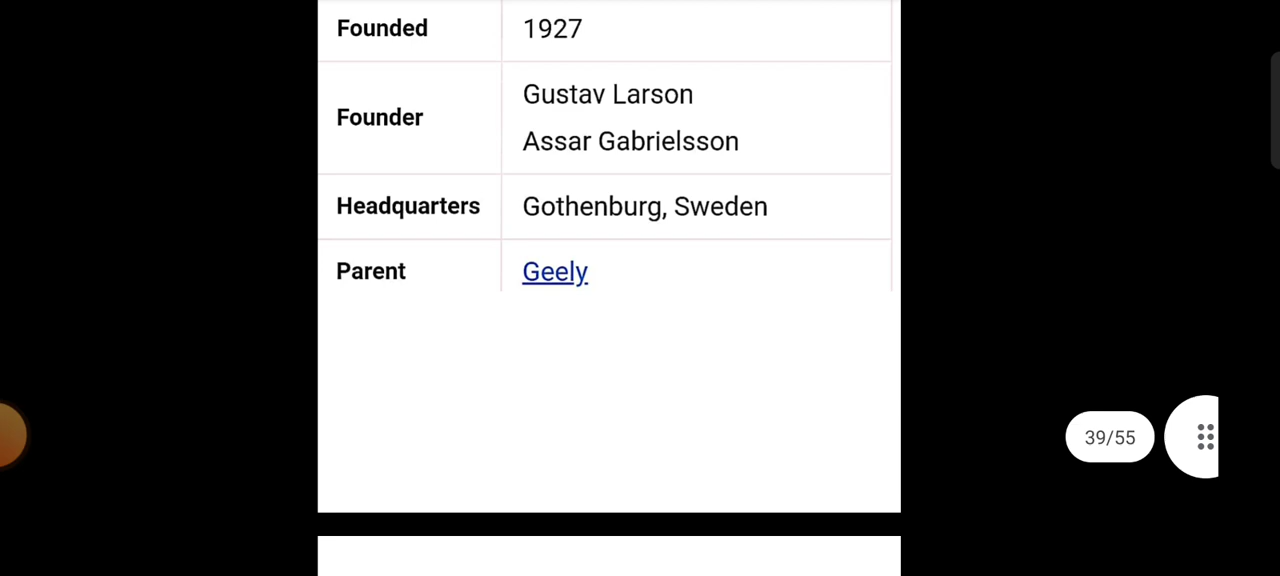 Founded 1927
Founder Gustav Larson
Assar Gabrielsson
Headquarters Gothenburg, Sweden
Parent Geely
39/55